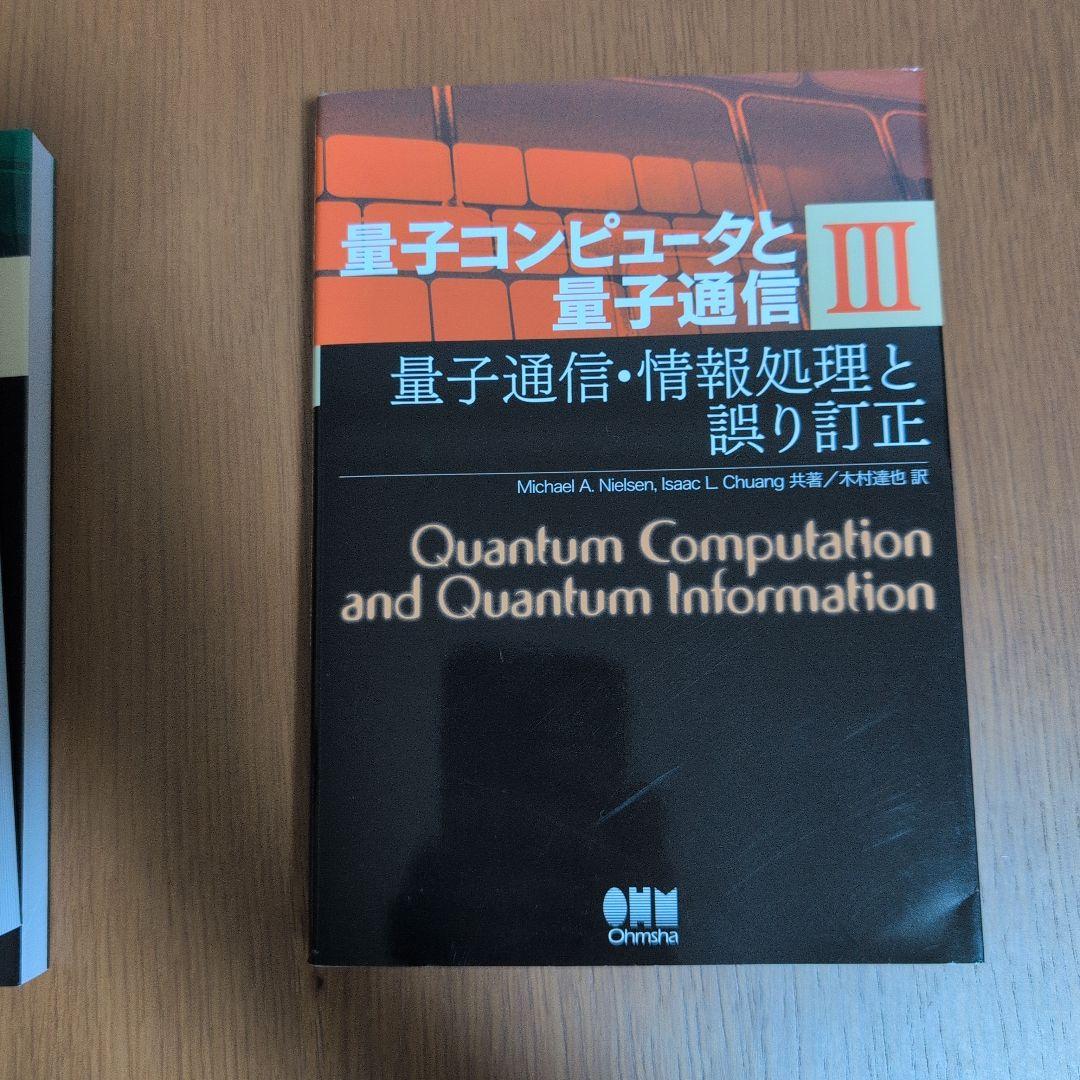 量子コンピュータと
量子通信
III
量子通信・情報処理と
誤り訂正
Michael A. Nielsen, Isaac L. Chuang 共著／木村達也 訳
Quantum Computation
and Quantum Information
OHM
Ohmsha